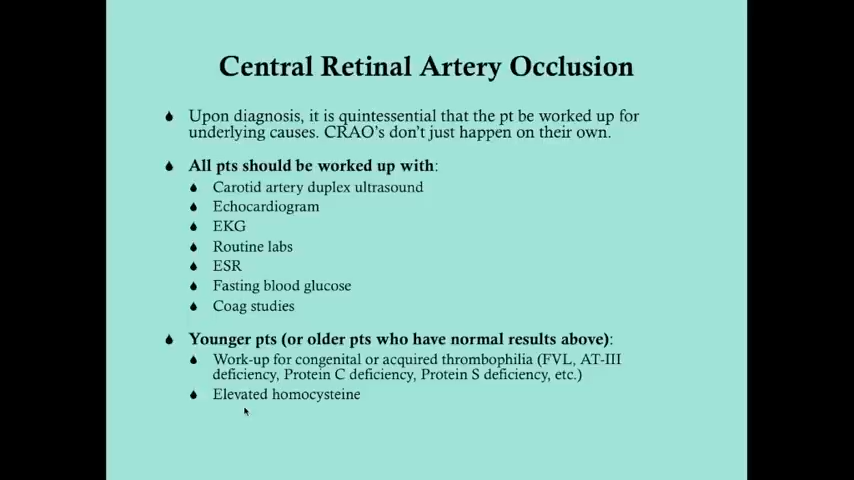 Central Retinal Artery Occlusion
Upon diagnosis, it is quintessential that the pt be worked up for
underlying causes. CRAO's don't just happen on their own.
All pts should be worked up with:
Carotid artery duplex ultrasound
Echocardiogram
EKG
Routine labs
ESR
Fasting blood glucose
Coag studies
Younger pts (or older pts who have normal results above):
Work-up for congenital or acquired thrombophilia (FVL, AT-III
deficiency, Protein C deficiency, Protein S deficiency, etc.)
Elevated homocysteine